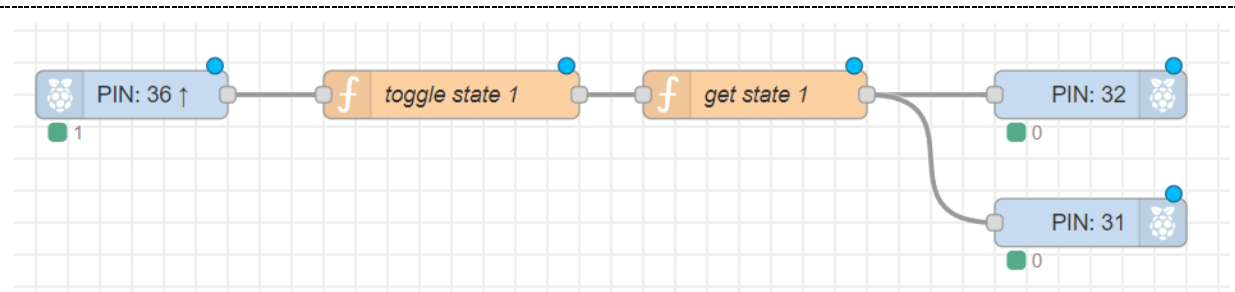 PIN: 36 ↑
toggle state 1
get state 1
PIN: 32
1
0
PIN: 31
0